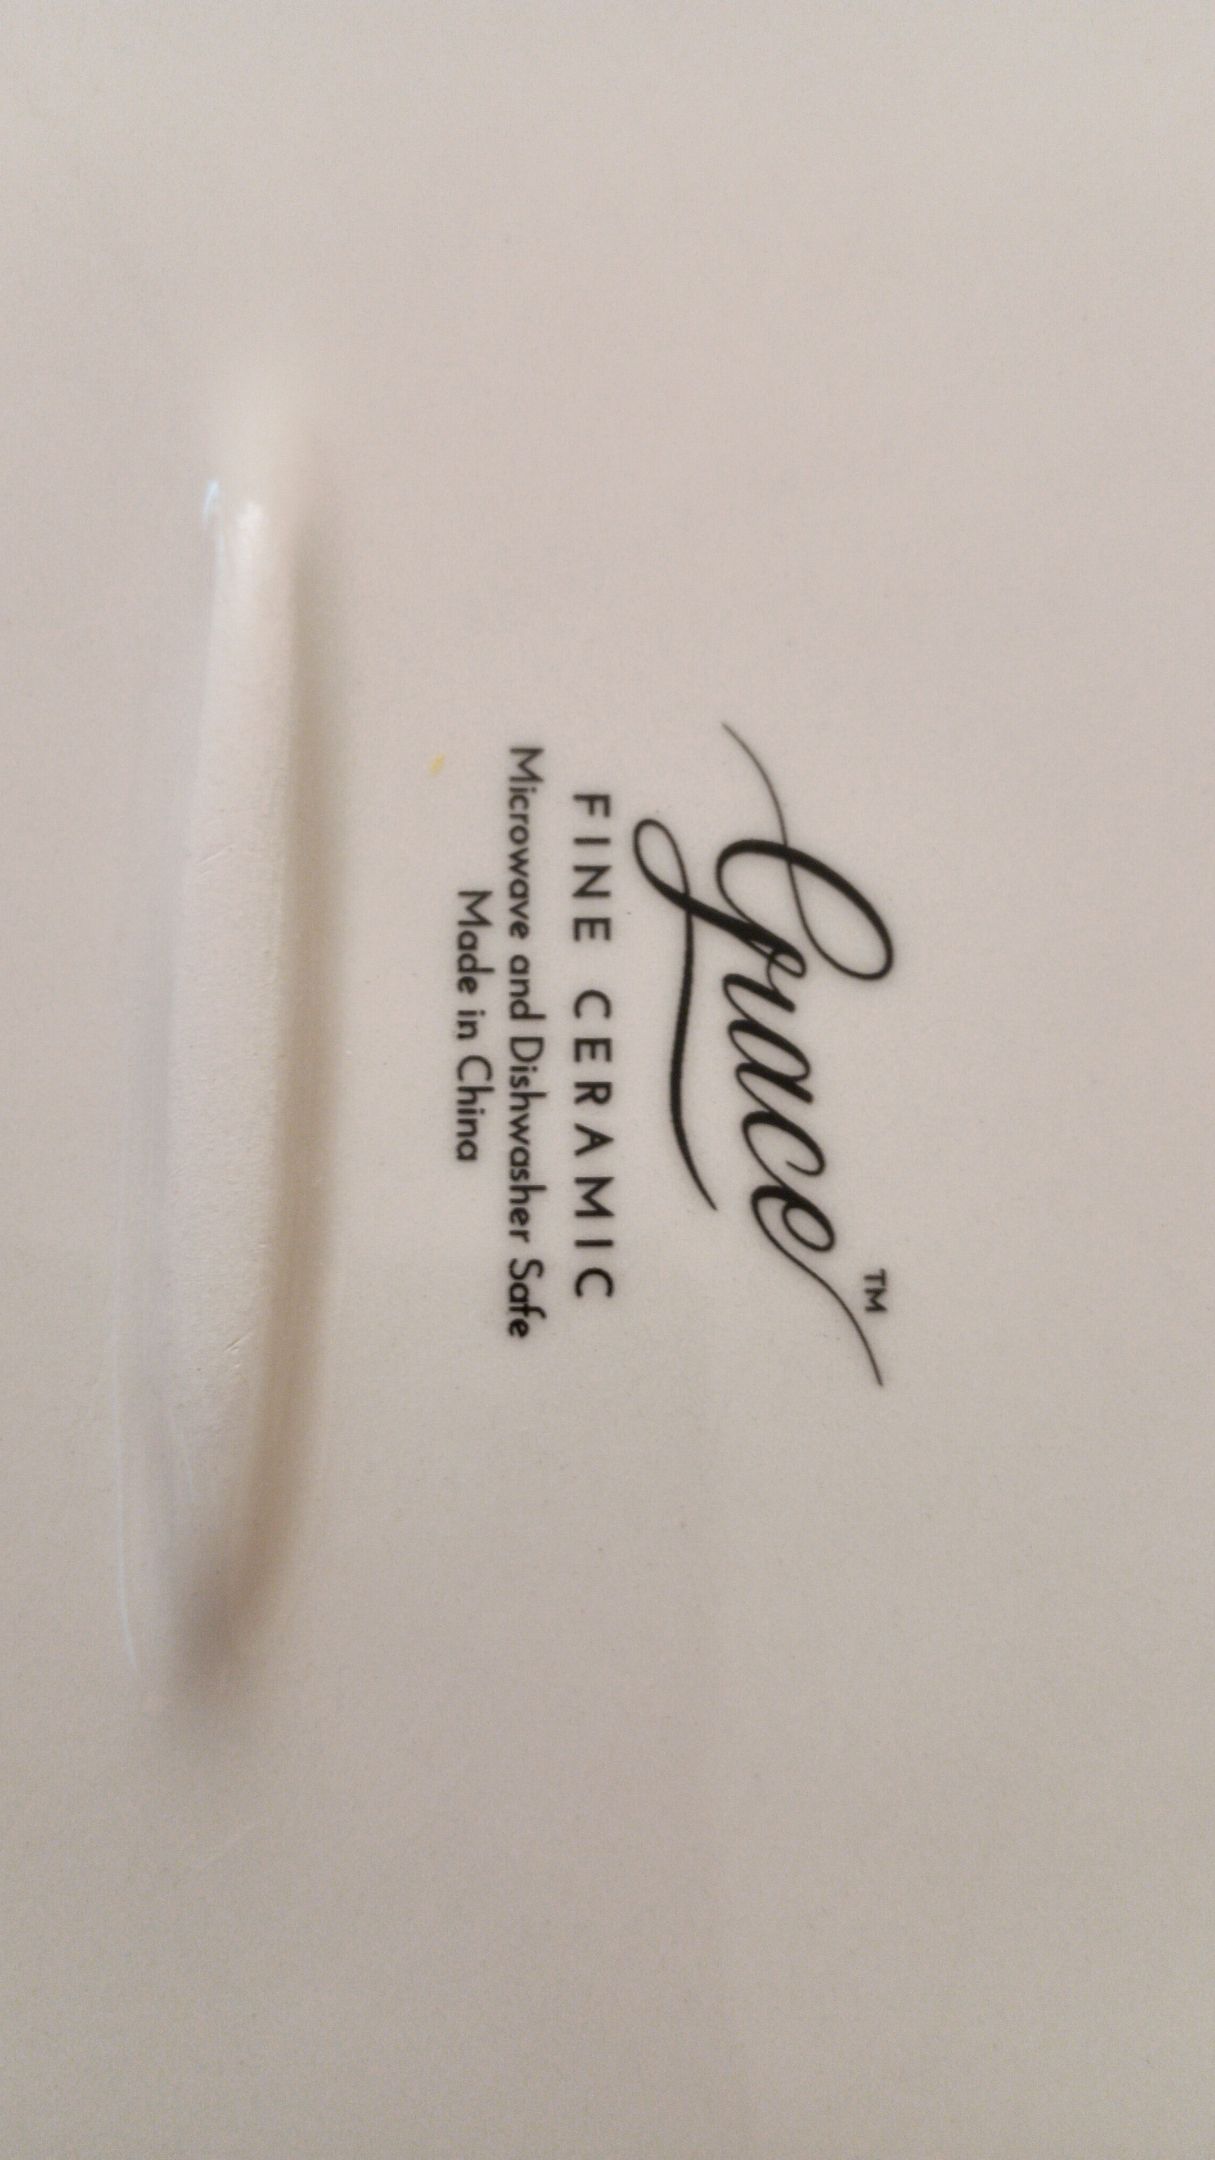 Grace™
FINE CERAMIC
Microwave and Dishwasher Safe
Made in China